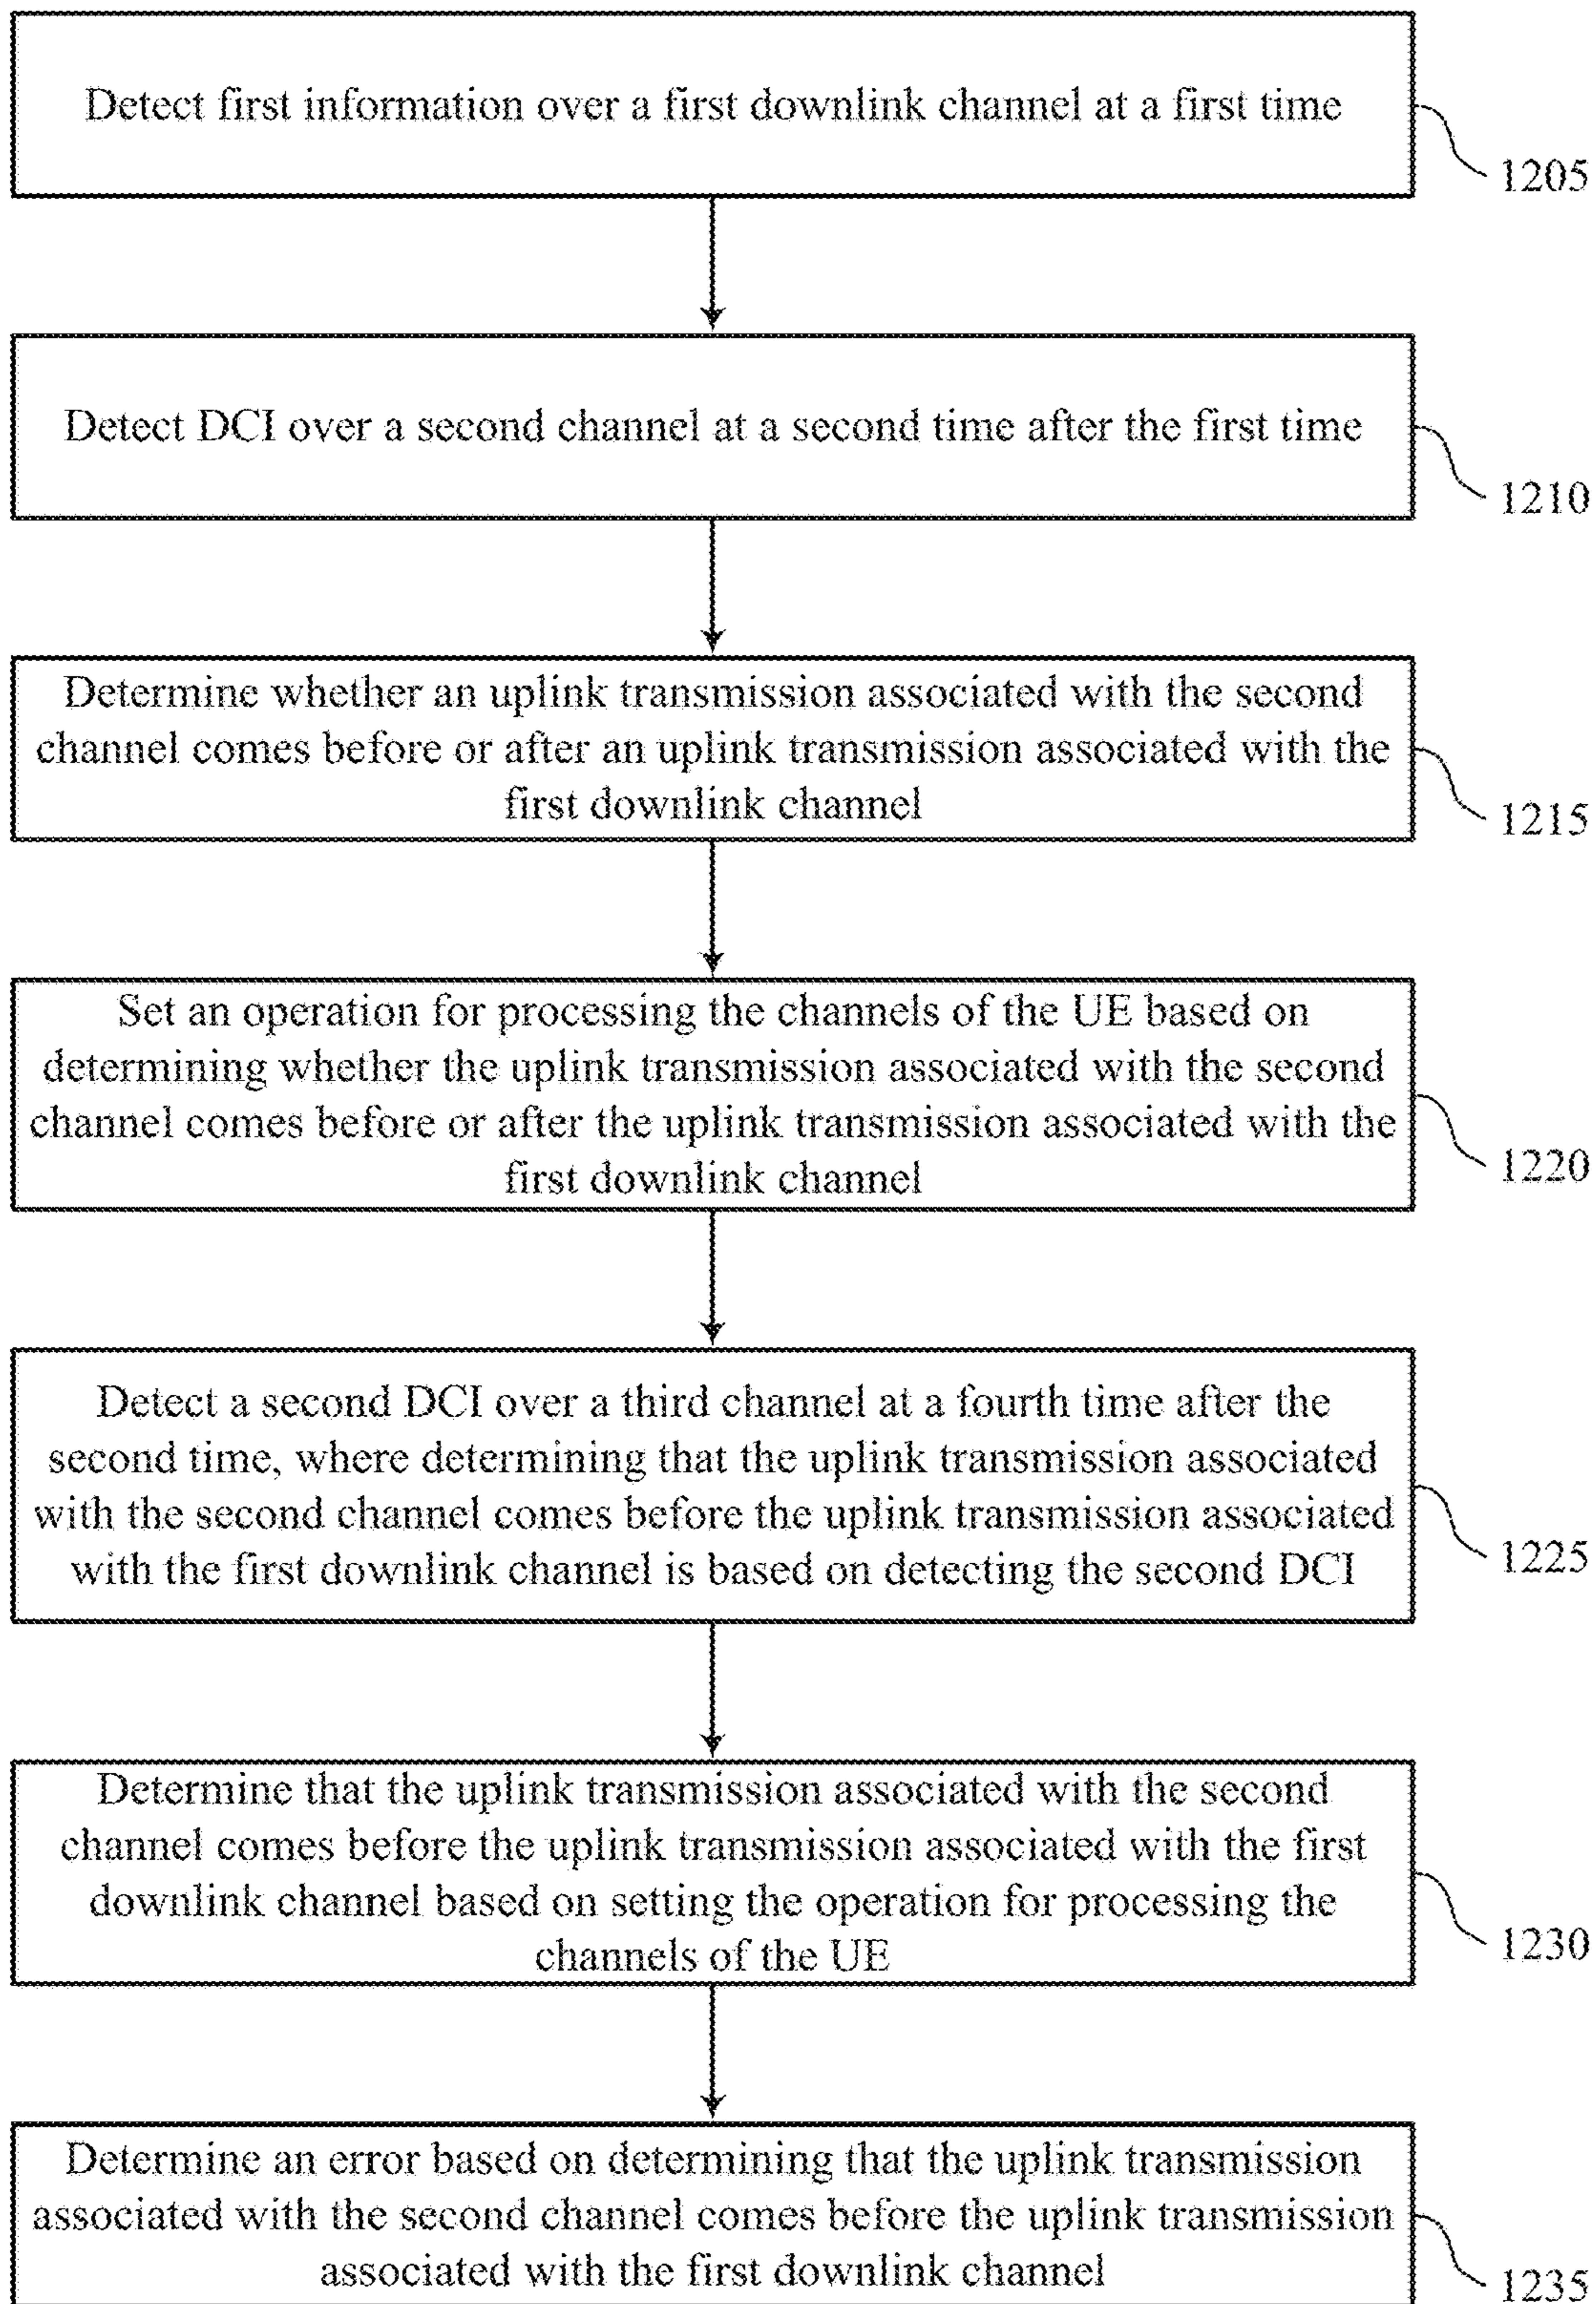 Detect first information over a first downlink channel at a first time
1205
Detect DCI over a second channel at a second time after the first time
1210
Determine whether an uplink transmission associated with the second
channel comes before or after an uplink transmission associated with the
first downlink channel
1215
Set an operation for processing the channels of the UE based on
determining whether the uplink transmission associated with the second
channel comes before or after the uplink transmission associated with the
first downlink channel
1220
Detect a second DCI over a third channel at a fourth time after the
second time, where determining that the uplink transmission associated
with the second channel comes before the uplink transmission associated
with the first downlink channel is based on detecting the second DCI
1225
Determine that the uplink transmission associated with the second
channel comes before the uplink transmission associated with the first
downlink channel based on setting the operation for processing the
channels of the UE
1230
Determine an error based on determining that the uplink transmission
associated with the second channel comes before the uplink transmission
associated with the first downlink channel
1235